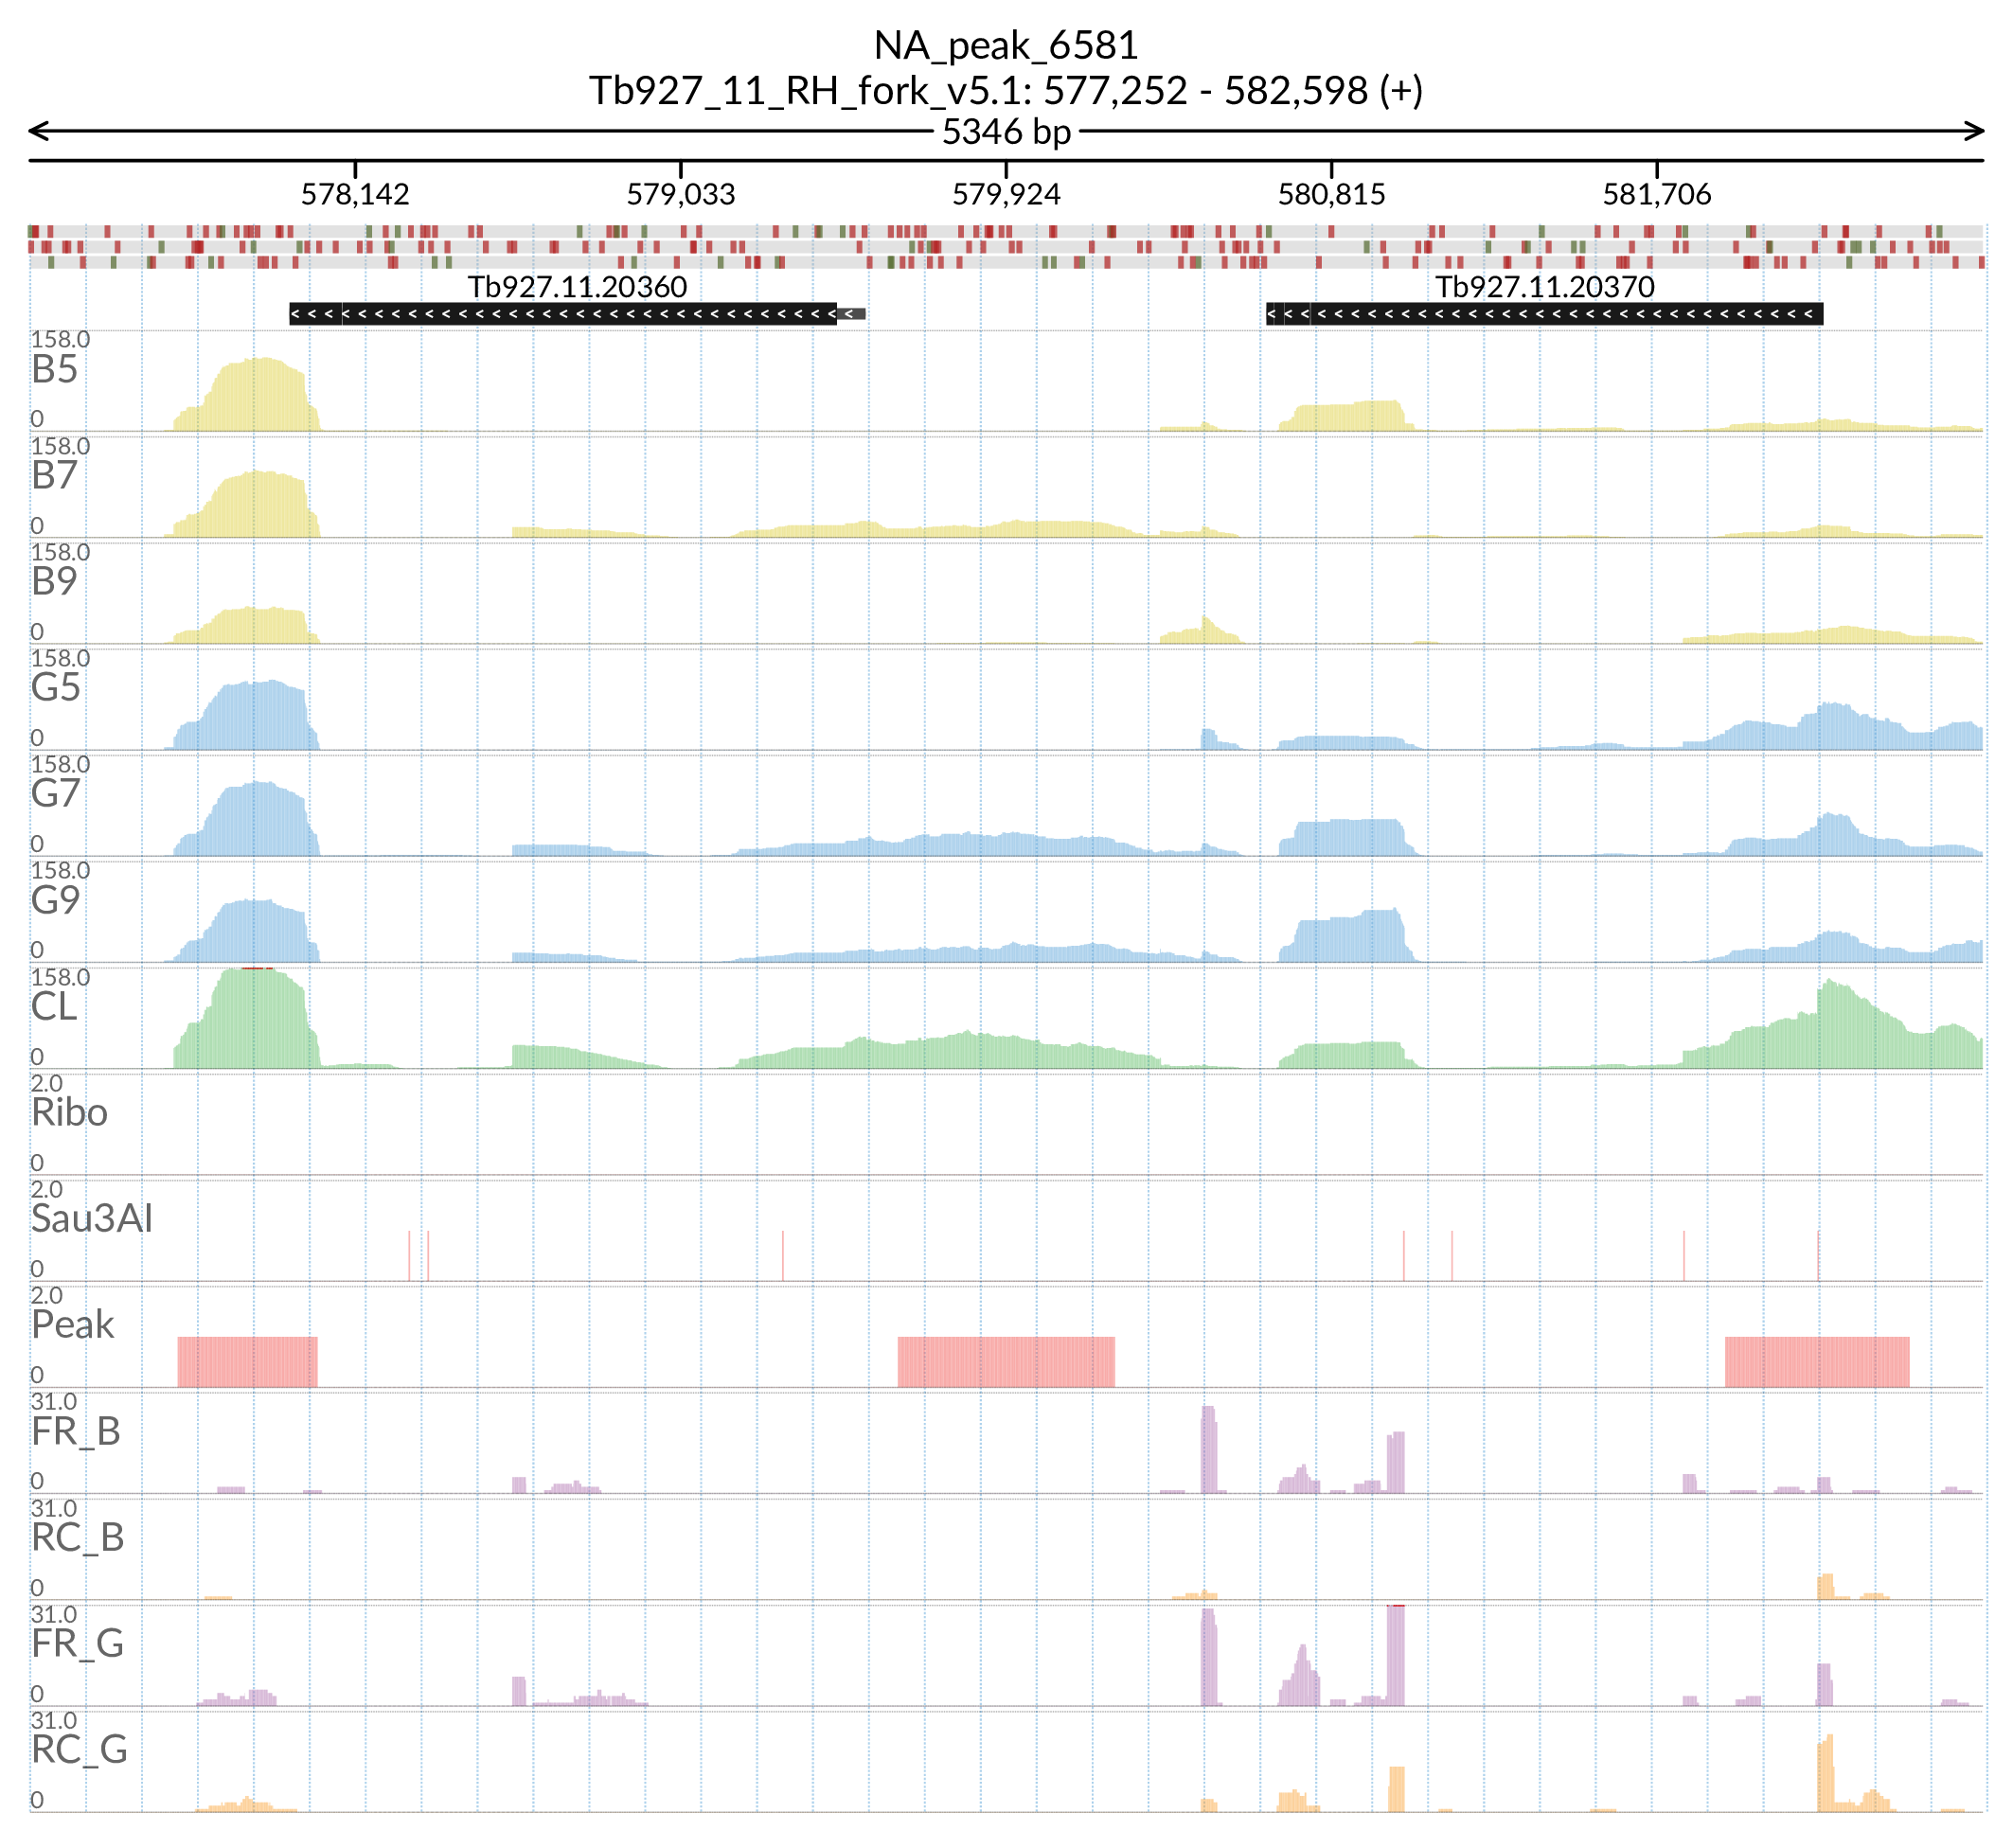 NA_peak_6581
Tb927_11_RH_fork_v5.1: 577,252 - 582,598 (+)
5346 bp
578,142 579,033 579,924 580,815 581,706
Tb927.11.20360 Tb927.11.20370
158.0
B5
0
158.0
B7
0
158.0
B9
0
158.0
G5
0
158.0
G7
0
158.0
G9
0
158.0
CL
0
2.0
Ribo
0
2.0
Sau3AI
0
2.0
Peak
0
31.0
FR_B
0
31.0
RC_B
0
31.0
FR_G
0
31.0
RC_G
0